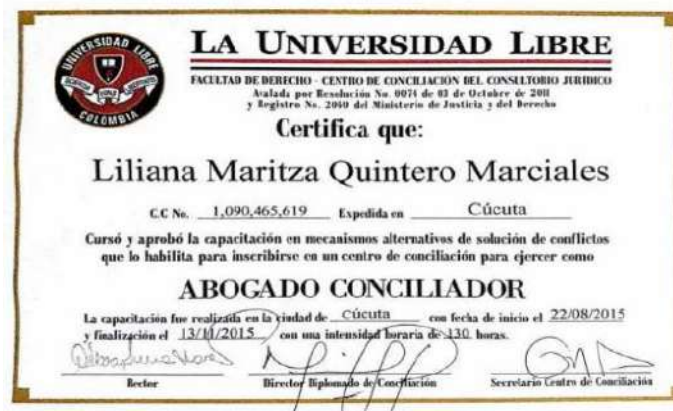 UNIVERSIDAD LIBRE
COLOMBIA
LA UNIVERSIDAD LIBRE
FACULTAD DE DERECHO - CENTRO DE CONCILIACION DEL CONSULTORIO JURIDICO
Avalada por Resolución No. 0074 de 03 de Octubre de 2011
y Registro No. 2040 del Ministerio de Justicia y del Derecho
Certifica que:
Liliana Maritza Quintero Marciales
C.C No. 1,090,465,619 Expedida en Cúcuta
Cursó y aprobó la capacitación en mecanismos alternativos de solución de conflictos
que lo habilita para inscribirse en un centro de conciliación para ejercer como
ABOGADO CONCILIADOR
La capacitación fue realizada en la ciudad de Cúcuta con fecha de inicio el 22/08/2015
y finalización el 13/11/2015 con una intensidad horaria de 130 horas.
Rector Director Diplomado de Conciliación Secretario Centro de Conciliación